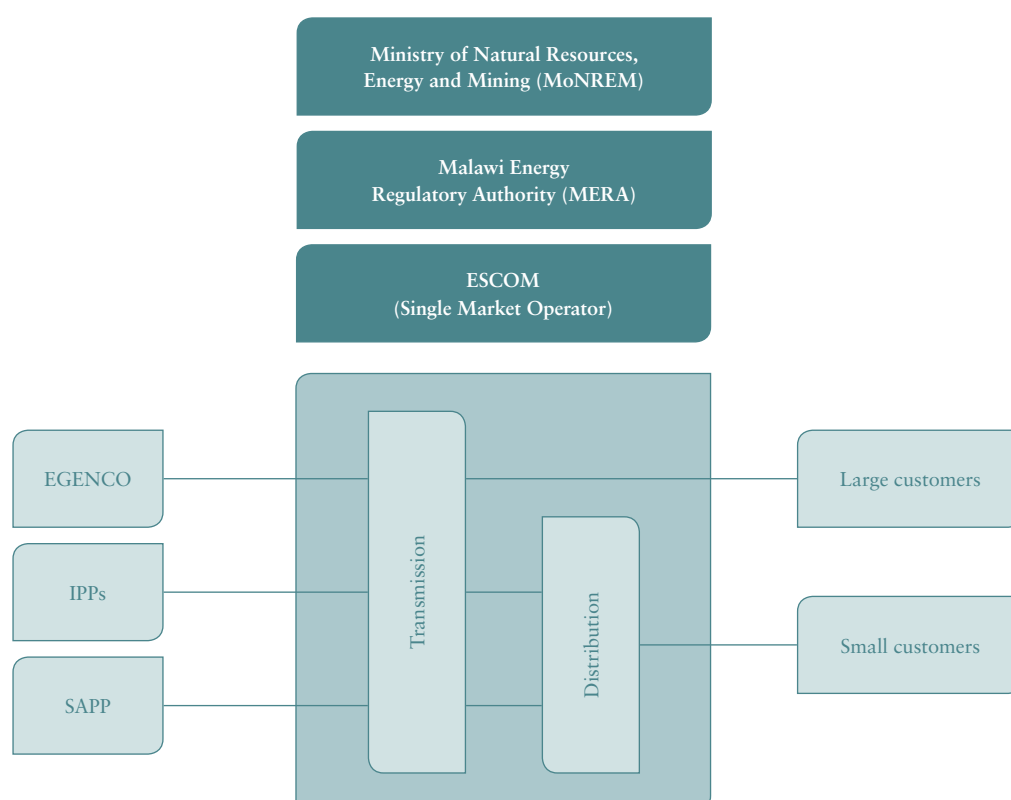 Ministry of Natural Resources,
Energy and Mining (MoNREM)
Malawi Energy
Regulatory Authority (MERA)
ESCOM
(Single Market Operator)
EGENCO
IPPs
SAPP
Transmission
Distribution
Large customers
Small customers